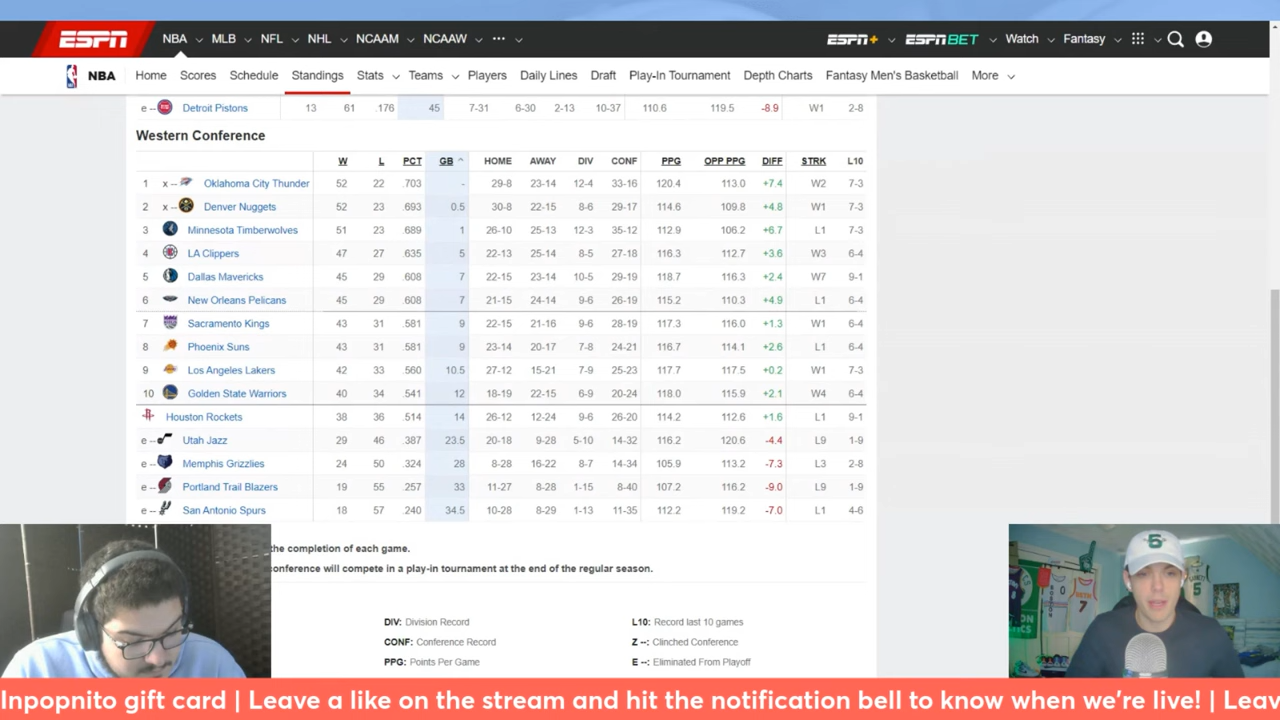 ESPN NBA MLB NFL NHL NCAAM NCAAW ••• ESPN+ ESPN BET Watch Fantasy
NBA Home Scores Schedule Standings Stats Teams Players Daily Lines Draft Play-In Tournament Depth Charts Fantasy Men's Basketball More
e -- Detroit Pistons 13 61 .176 45 7-31 6-30 2-13 10-37 110.6 119.5 -8.9 W1 2-8
Western Conference
W L PCT GB HOME AWAY DIV CONF PPG OPP PPG DIFF STRK L10
1 x -- Oklahoma City Thunder 52 22 .703 - 29-8 23-14 12-4 33-16 120.4 113.0 +7.4 W2 7-3
2 x -- Denver Nuggets 52 23 .693 0.5 30-8 22-15 8-6 29-17 114.6 109.8 +4.8 W1 7-3
3 Minnesota Timberwolves 51 23 .689 1 26-10 25-13 12-3 35-12 112.9 106.2 +6.7 L1 7-3
4 LA Clippers 47 27 .635 5 22-13 25-14 8-5 27-18 116.3 112.7 +3.6 W3 6-4
5 Dallas Mavericks 45 29 .608 7 22-15 23-14 10-5 29-19 118.7 116.3 +2.4 W7 9-1
6 New Orleans Pelicans 45 29 .608 7 21-15 24-14 9-6 26-19 115.2 110.3 +4.9 L1 6-4
7 Sacramento Kings 43 31 .581 9 22-15 21-16 9-6 28-19 117.3 116.0 +1.3 W1 6-4
8 Phoenix Suns 43 31 .581 9 23-14 20-17 7-8 24-21 116.7 114.1 +2.6 L1 6-4
9 Los Angeles Lakers 42 33 .560 10.5 27-12 15-21 7-9 25-23 117.7 117.5 +0.2 W1 7-3
10 Golden State Warriors 40 34 .541 12 18-19 22-15 6-9 20-24 118.0 115.9 +2.1 W4 6-4
Houston Rockets 38 36 .514 14 26-12 12-24 9-6 26-20 114.2 112.6 +1.6 L1 9-1
e -- Utah Jazz 29 46 .387 23.5 20-18 9-28 5-10 14-32 116.2 120.6 -4.4 L9 1-9
e -- Memphis Grizzlies 24 50 .324 28 8-28 16-22 8-7 14-34 105.9 113.2 -7.3 L3 2-8
e -- Portland Trail Blazers 19 55 .257 33 11-27 8-28 1-15 8-40 107.2 116.2 -9.0 L9 1-9
e -- San Antonio Spurs 18 57 .240 34.5 10-28 8-29 1-13 11-35 112.2 119.2 -7.0 L1 4-6
the completion of each game.
conference will compete in a play-in tournament at the end of the regular season.
DIV: Division Record L10: Record last 10 games
CONF: Conference Record Z --: Clinched Conference
PPG: Points Per Game E --: Eliminated From Playoff
Inpopnito gift card | Leave a like on the stream and hit the notification bell to know when we're live! | Leav